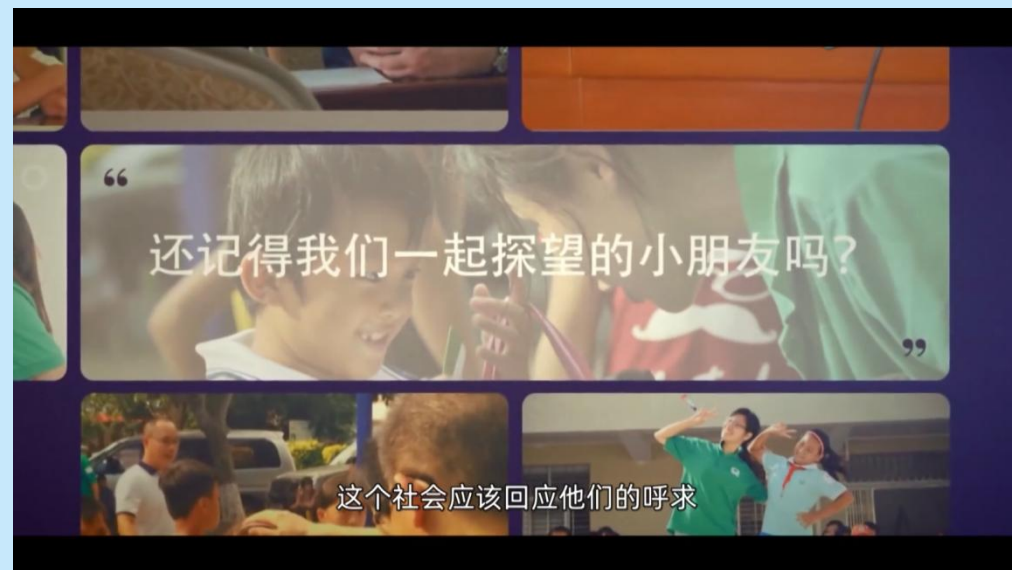 “
还记得我们一起探望的小朋友吗？
”
这个社会应该回应他们的呼求